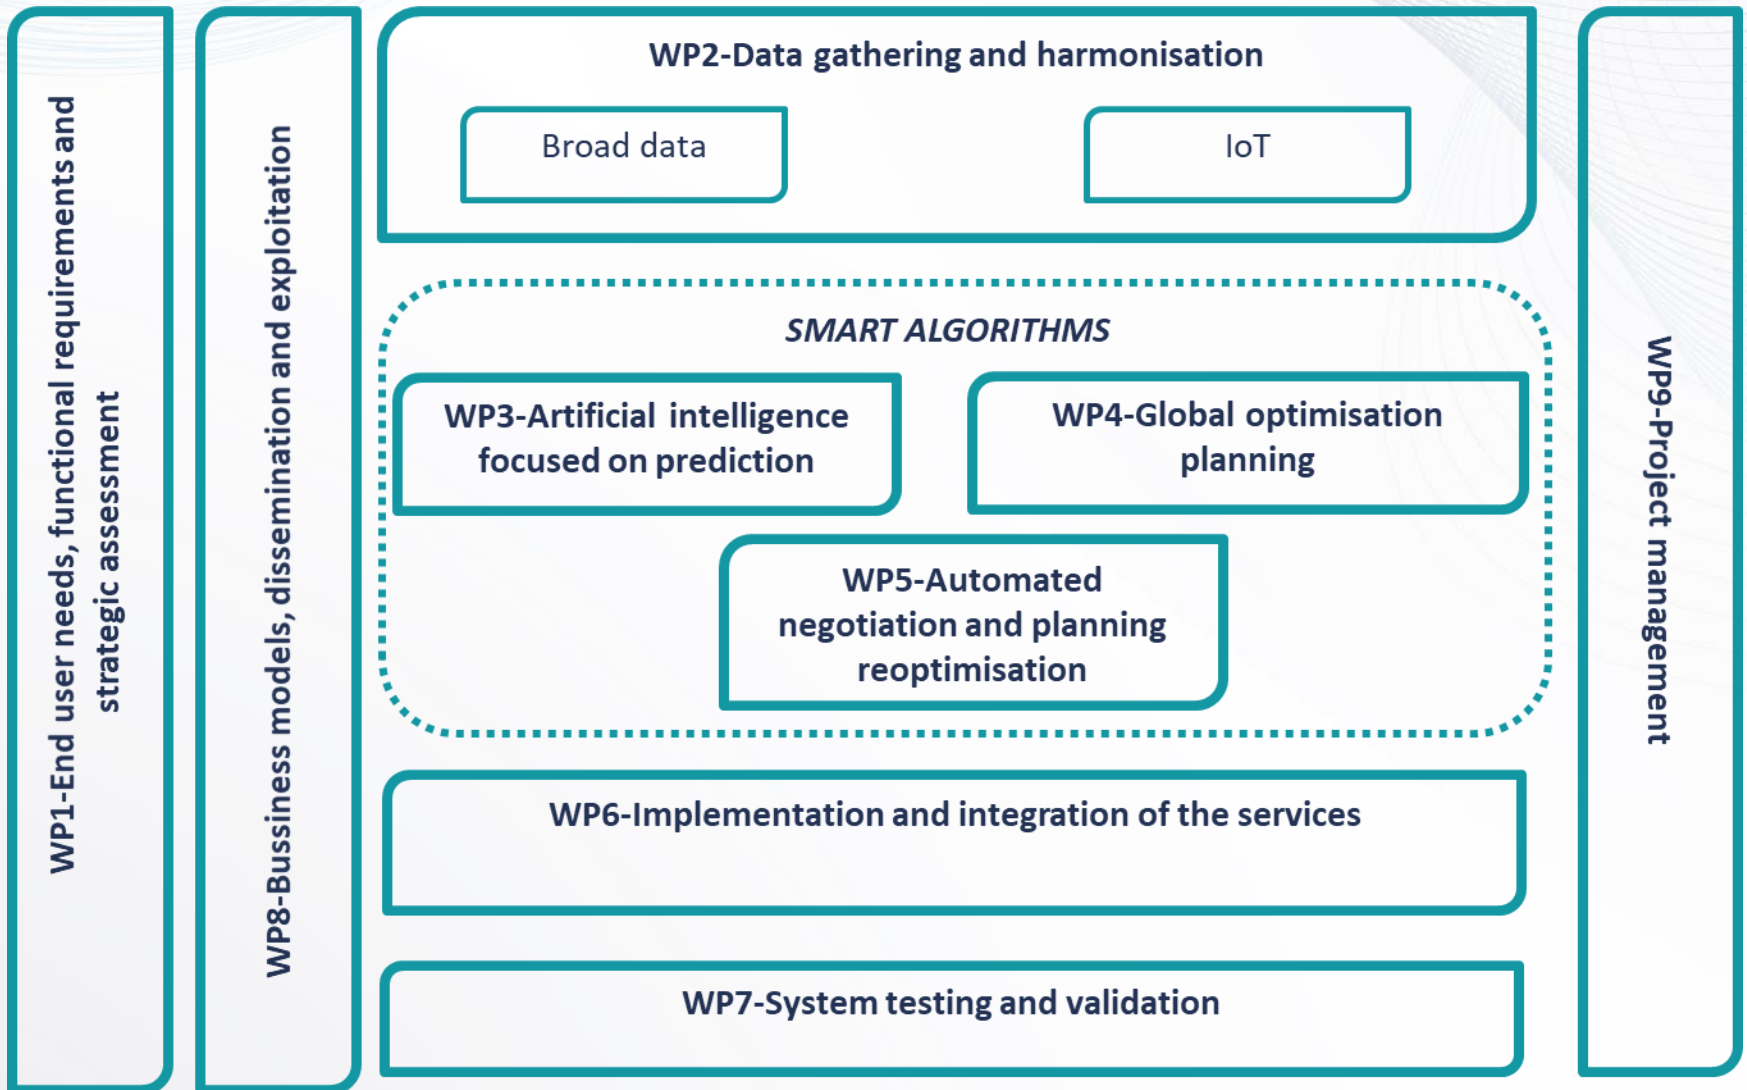 WP1-End user needs, functional requirements and
strategic assessment
WP8-Bussiness models, dissemination and exploitation
WP2-Data gathering and harmonisation
Broad data
IoT
SMART ALGORITHMS
WP3-Artificial intelligence
focused on prediction
WP4-Global optimisation
planning
WP5-Automated
negotiation and planning
reoptimisation
WP6-Implementation and integration of the services
WP7-System testing and validation
WP9-Project management